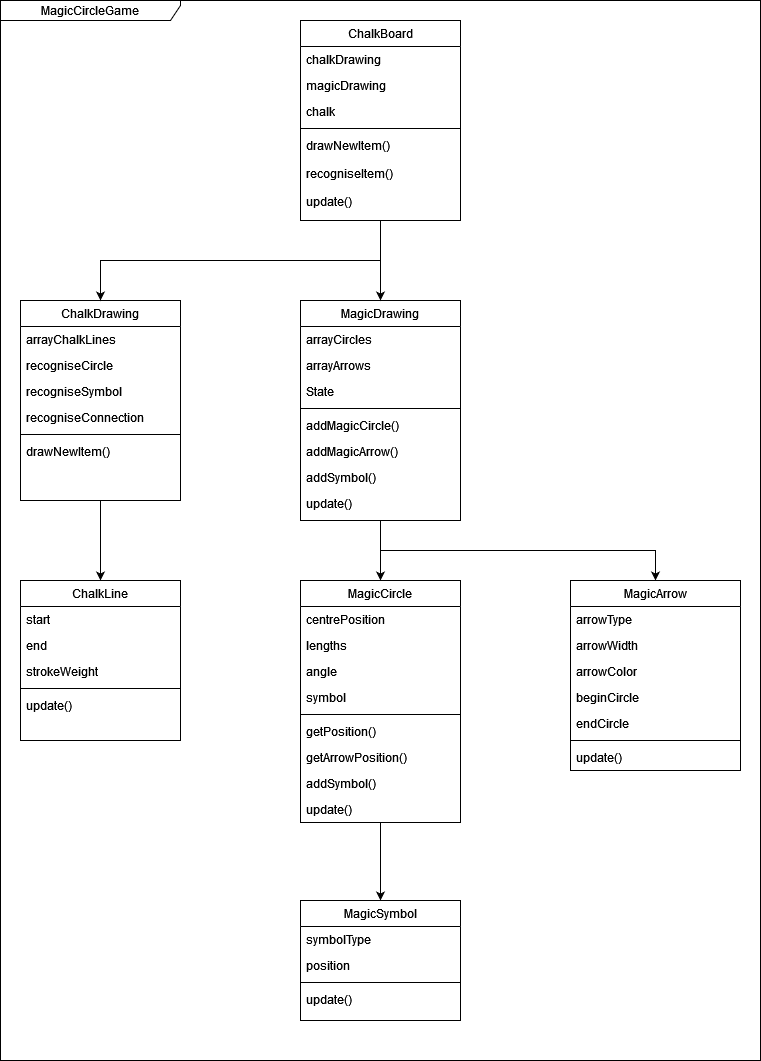 MagicCircleGame
ChalkBoard
chalkDrawing
magicDrawing
chalk
drawNewItem()
recogniseItem()
update()
ChalkDrawing
arrayChalkLines
recogniseCircle
recogniseSymbol
recogniseConnection
drawNewItem()
MagicDrawing
arrayCircles
arrayArrows
State
addMagicCircle()
addMagicArrow()
addSymbol()
update()
ChalkLine
start
end
strokeWeight
update()
MagicCircle
centrePosition
lengths
angle
symbol
getPosition()
getArrowPosition()
addSymbol()
update()
MagicArrow
arrowType
arrowWidth
arrowColor
beginCircle
endCircle
update()
MagicSymbol
symbolType
position
update()